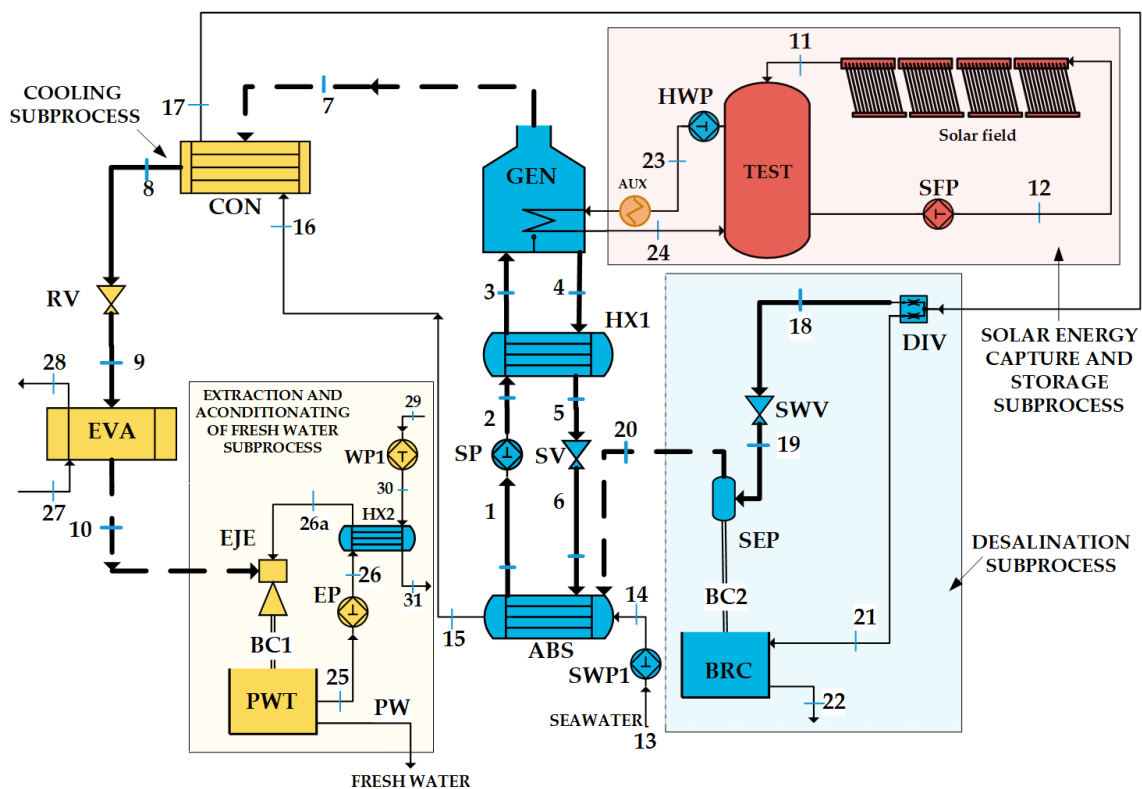 11
17
7
HWP
COOLING
SUBPROCESS
Solar field
GEN
23
TEST
SFP
12
8
AUX
CON
16
24
3
4
RV
HX1
18
DIV
SOLAR ENERGY
CAPTURE AND
STORAGE
SUBPROCESS
28
9
EXTRACTION AND
ACONDITIONATING
OF FRESH WATER
SUBPROCESS
29
2
5
SWV
EVA
20
19
WP1
SP
SV
30
27
10
26a
HX2
1
6
SEP
EJE
DESALINATION
SUBPROCESS
26
31
EP
14
BC2
BC1
15
ABS
21
25
SWP1
BRC
PWT
PW
22
SEAWATER
13
FRESH WATER